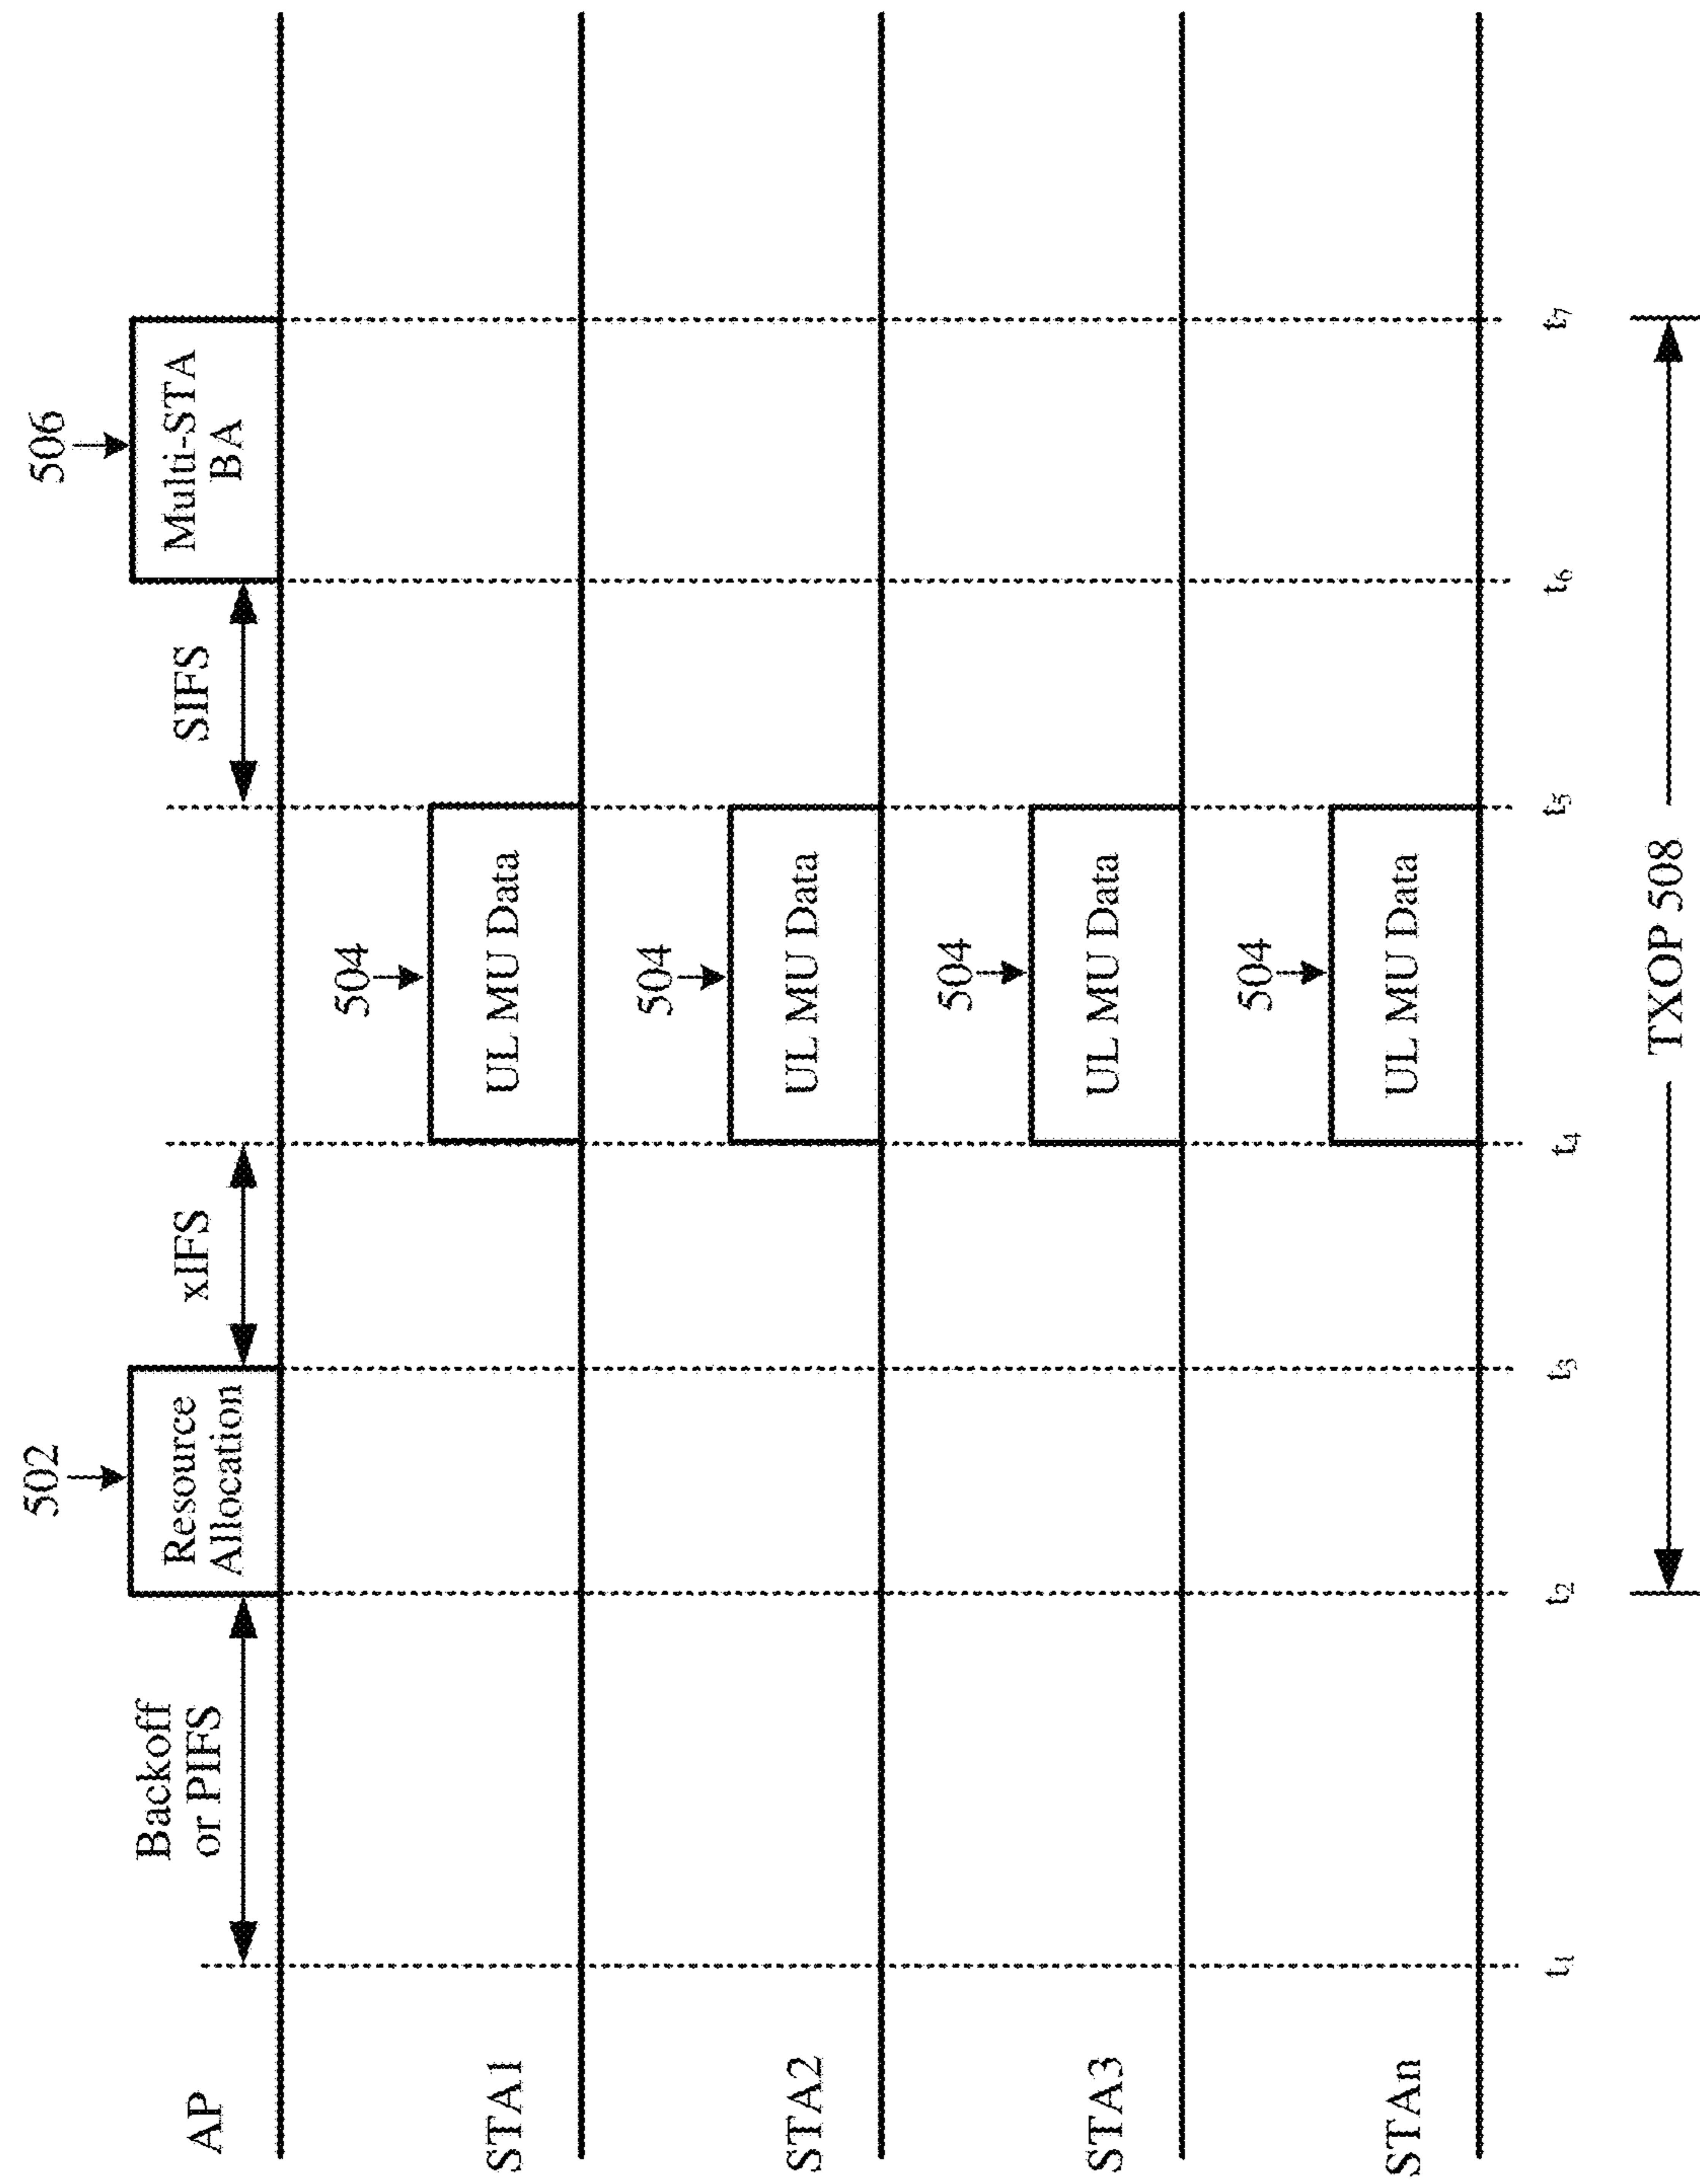 502
506
Backoff
or PIFS
Resource
Allocation
xIFS
SIFS
Multi-STA
BA
AP
504
UL MU Data
STA1
504
UL MU Data
STA2
504
UL MU Data
STA3
504
UL MU Data
STAn
t1
t2
t3
t4
t5
t6
t7
TXOP 508